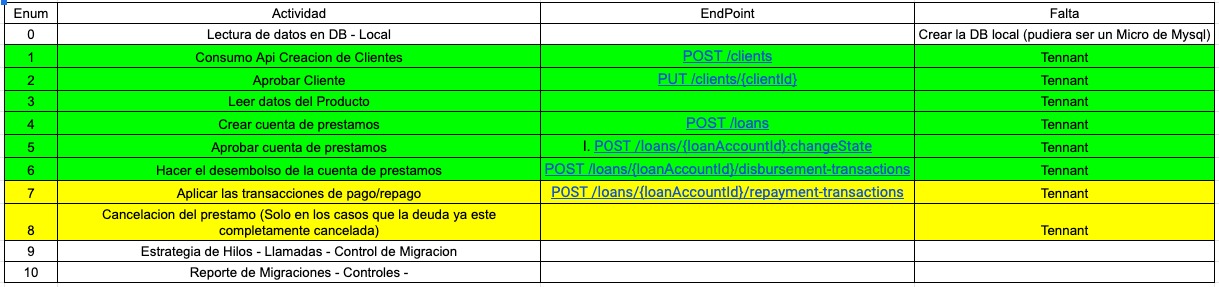 Enum Actividad EndPoint Falta
0 Lectura de datos en DB - Local Crear la DB local (pudiera ser un Micro de Mysql)
1 Consumo Api Creacion de Clientes POST /clients Tennant
2 Aprobar Cliente PUT /clients/{clientId} Tennant
3 Leer datos del Producto Tennant
4 Crear cuenta de prestamos POST /loans Tennant
5 Aprobar cuenta de prestamos I. POST /loans/{loanAccountId}:changeState Tennant
6 Hacer el desembolso de la cuenta de prestamos POST /loans/{loanAccountId}/disbursement-transactions Tennant
7 Aplicar las transacciones de pago/repago POST /loans/{loanAccountId}/repayment-transactions Tennant
Cancelacion del prestamo (Solo en los casos que la deuda ya este
8 completamente cancelada) Tennant
9 Estrategia de Hilos - Llamadas - Control de Migracion
10 Reporte de Migraciones - Controles -